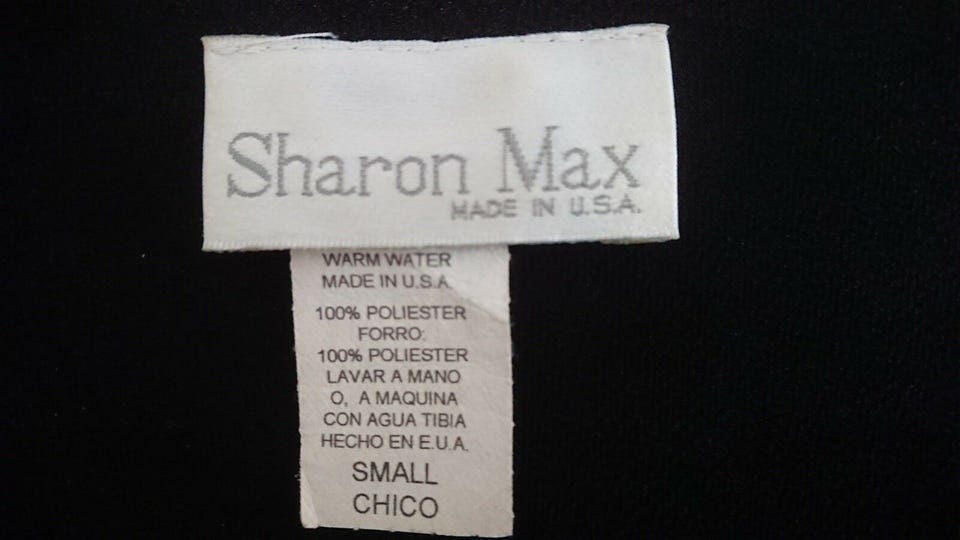 Sharon Max
MADE IN U.S.A.
WARM WATER
MADE IN U.S.A.
100% POLIESTER
FORRO:
100% POLIESTER
LAVAR A MANO
O, A MAQUINA
CON AGUA TIBIA
HECHO EN E.U.A.
SMALL
CHICO